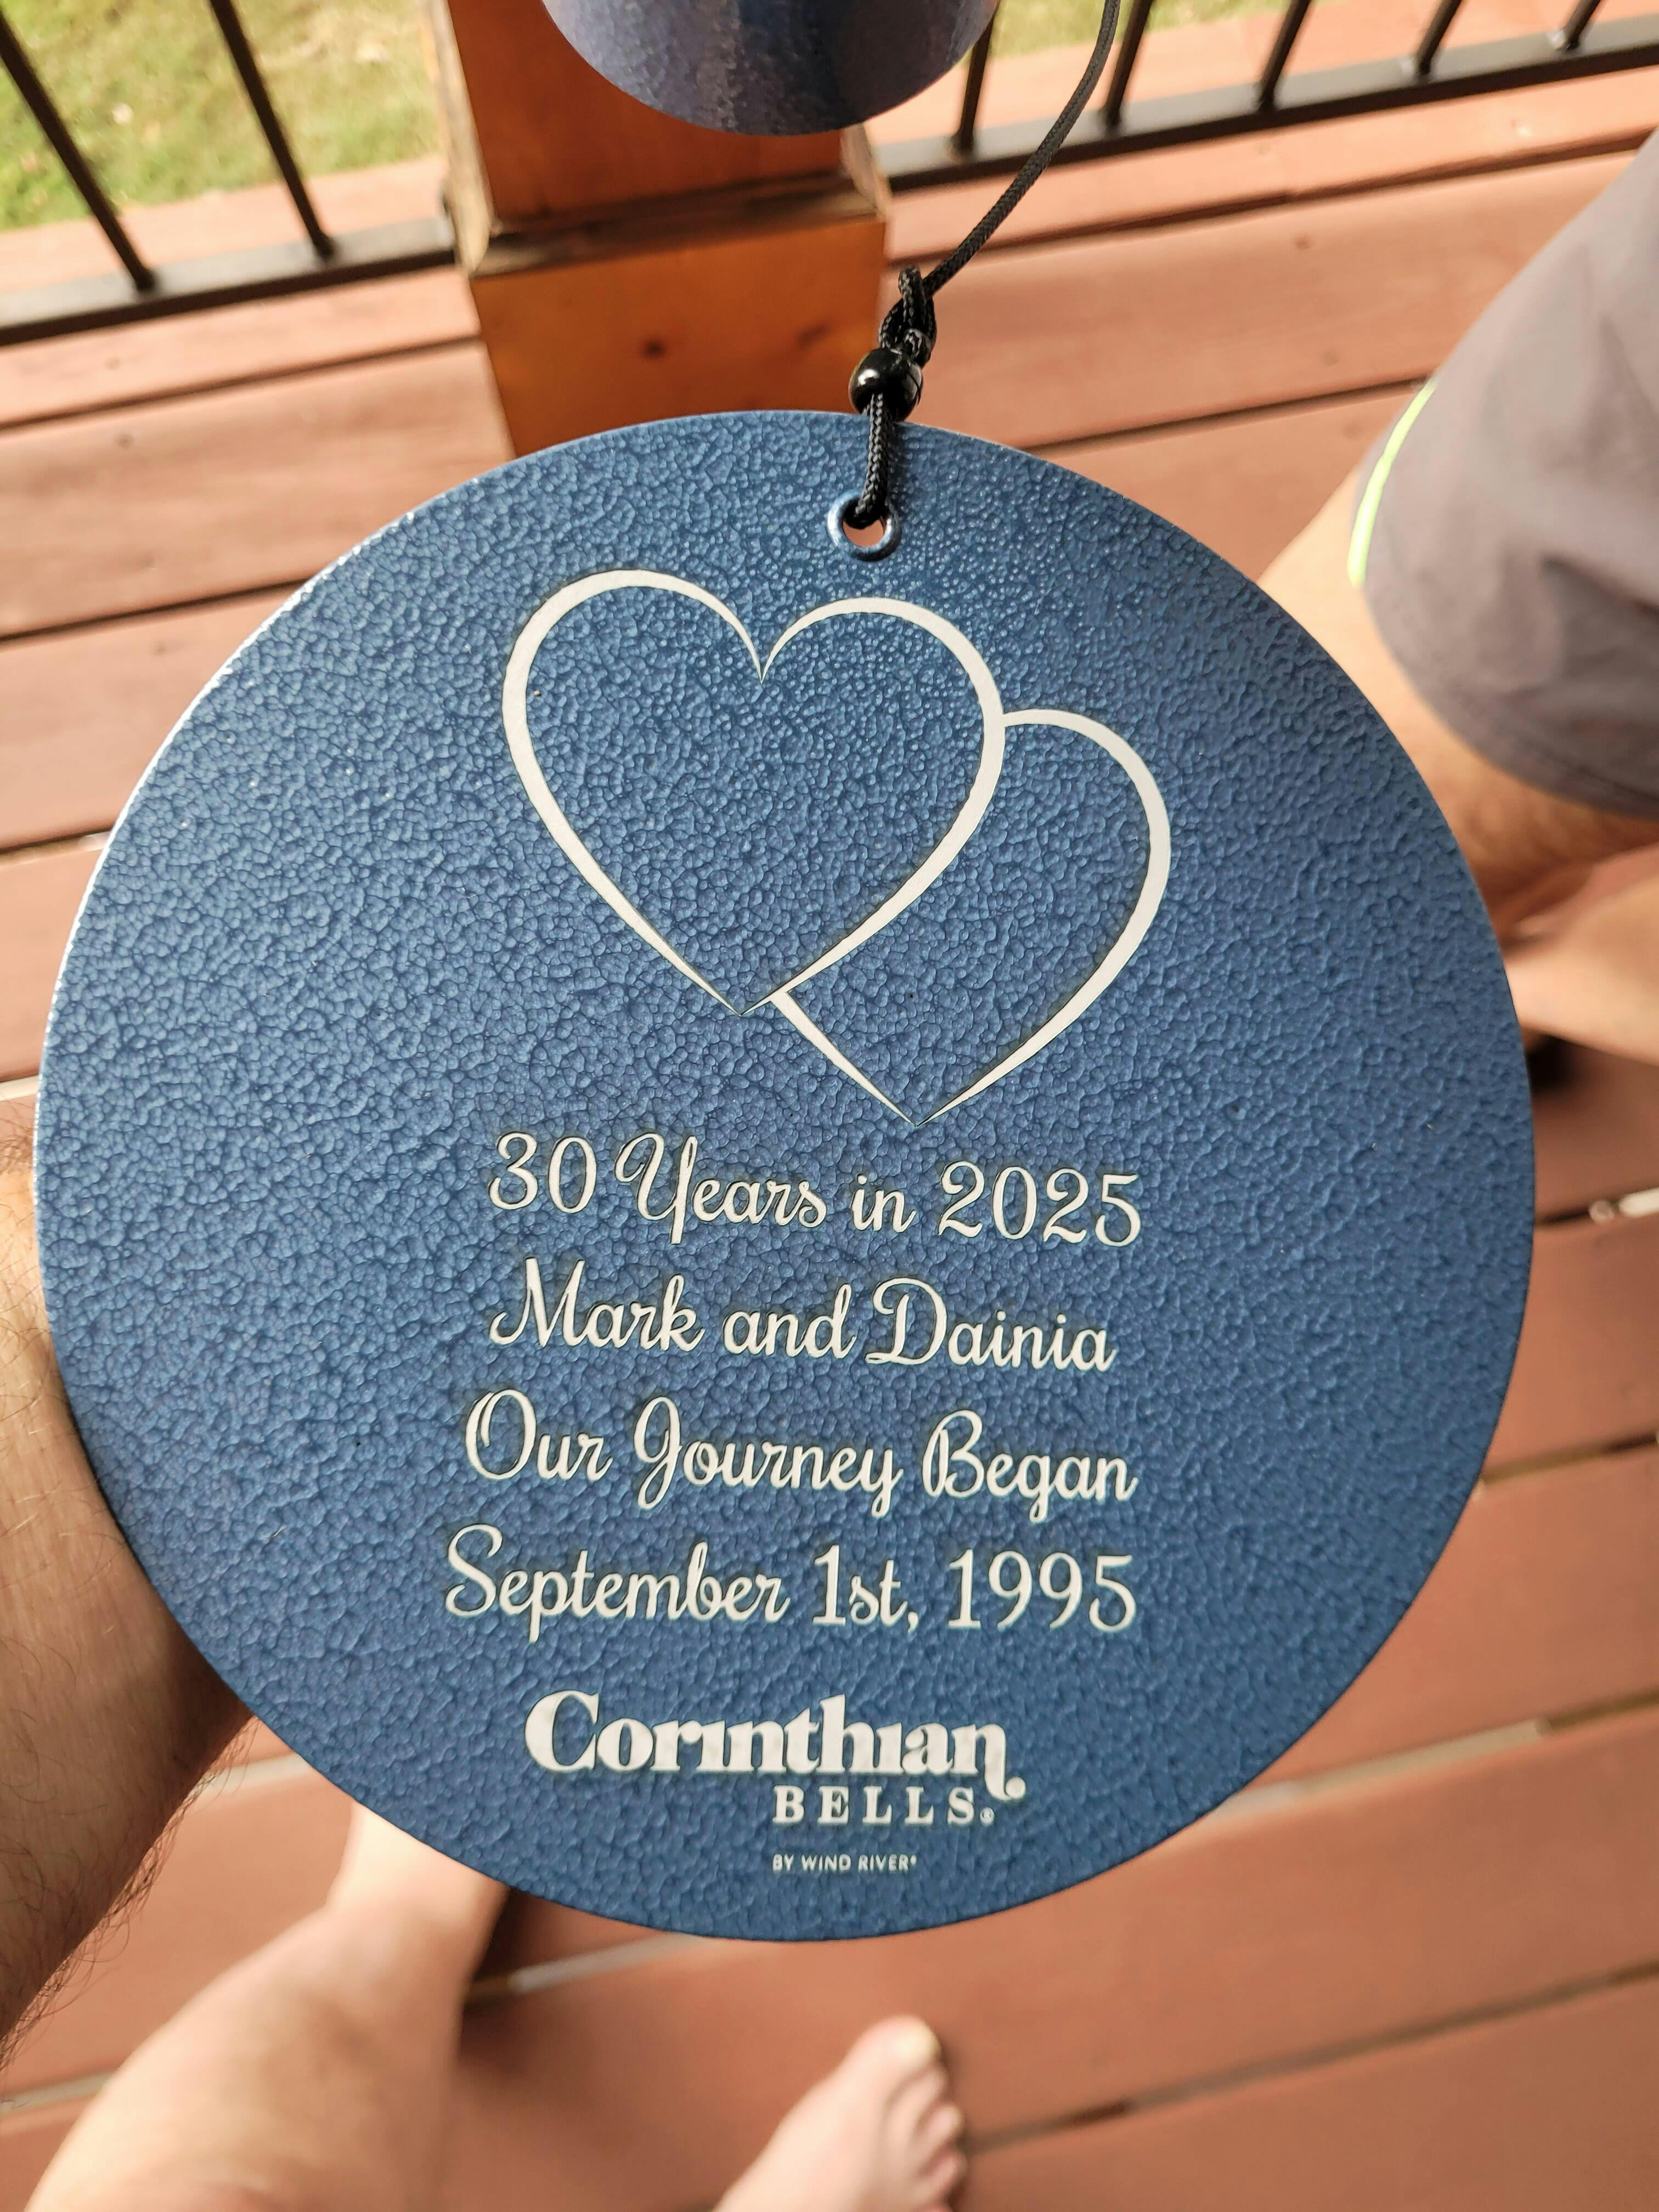 30 Years in 2025
Mark and Dainia
Our Journey Began
September 1st, 1995
Corinthian
BELLS.®
BY WIND RIVER®